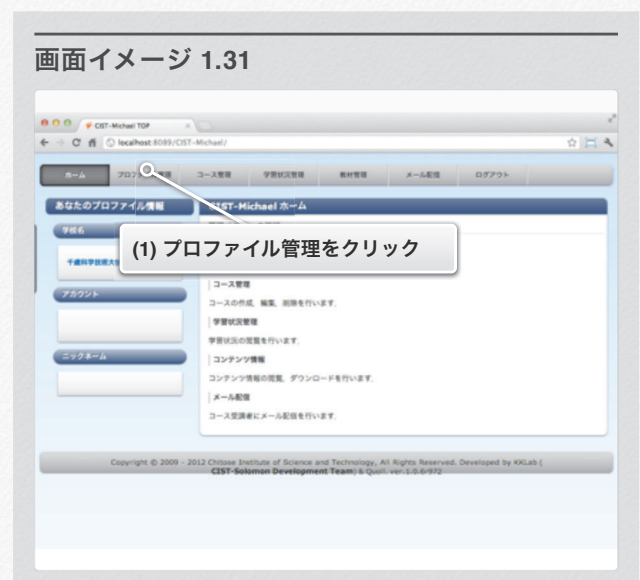 画面イメージ 1.31
CIST-Michael TOP
localhost:8089/CIST-Michael/
ホーム コース管理 学習状況管理 教材管理 メール配信 ログアウト
あなたのプロファイル情報
CIST-Michael ホーム
学校名
(1) プロファイル管理をクリック
アカウント
ニックネーム
コース管理
コースの作成、編集、削除を行います.
学習状況管理
学習状況の閲覧を行います.
コンテンツ情報
コンテンツ情報の閲覧、ダウンロードを行います.
メール配信
コース受講者にメール配信を行います.
Copyright © 2009 - 2012 Chitose Institute of Science and Technology, All Rights Reserved. Developed by KKLab (
CIST-Solomon Development Team) & Quoll. ver.1.0.6-972